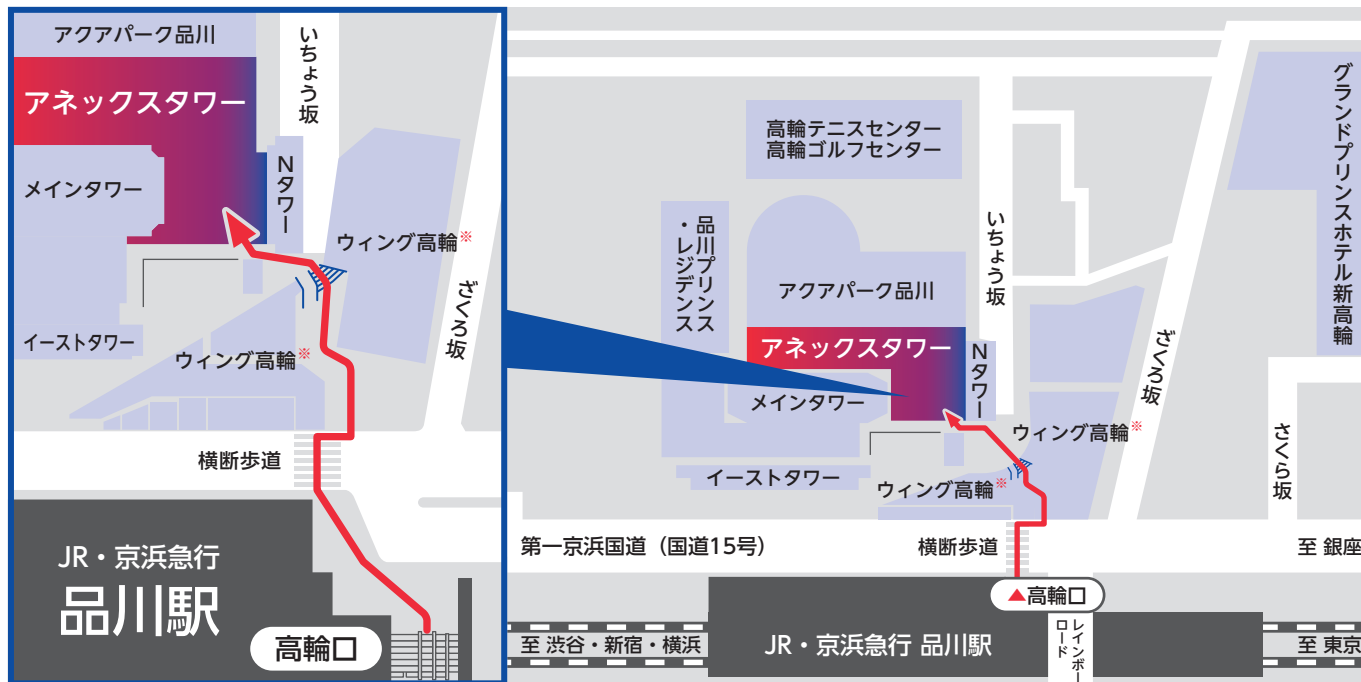 アクアパーク品川
いちょう坂
アネックスタワー
Nタワー
メインタワー
ウィング高輪※
ざくろ坂
イーストタワー
ウィング高輪※
横断歩道
JR・京浜急行
品川駅
高輪口
グランドプリンスホテル新高輪
高輪テニスセンター
高輪ゴルフセンター
品川プリンス
・レジデンス
いちょう坂
アクアパーク品川
ざくろ坂
アネックスタワー
Nタワー
メインタワー
ウィング高輪※
さくら坂
イーストタワー
ウィング高輪※
第一京浜国道（国道15号）
横断歩道
至 銀座
▲高輪口
至 渋谷・新宿・横浜
JR・京浜急行 品川駅
レインボー
ロード
至 東京